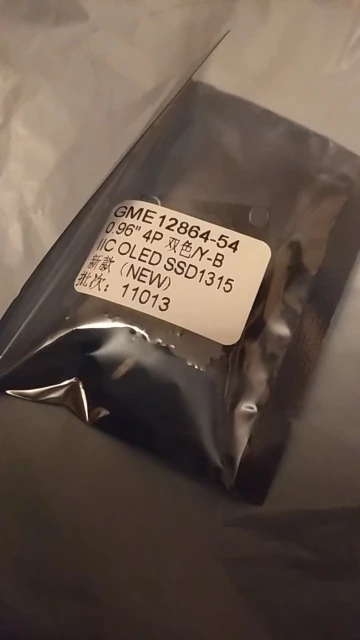 GME12864-54
0.96" 4P 双色/Y-B
IIC OLED SSD1315
新款 (NEW)
批次: 11013